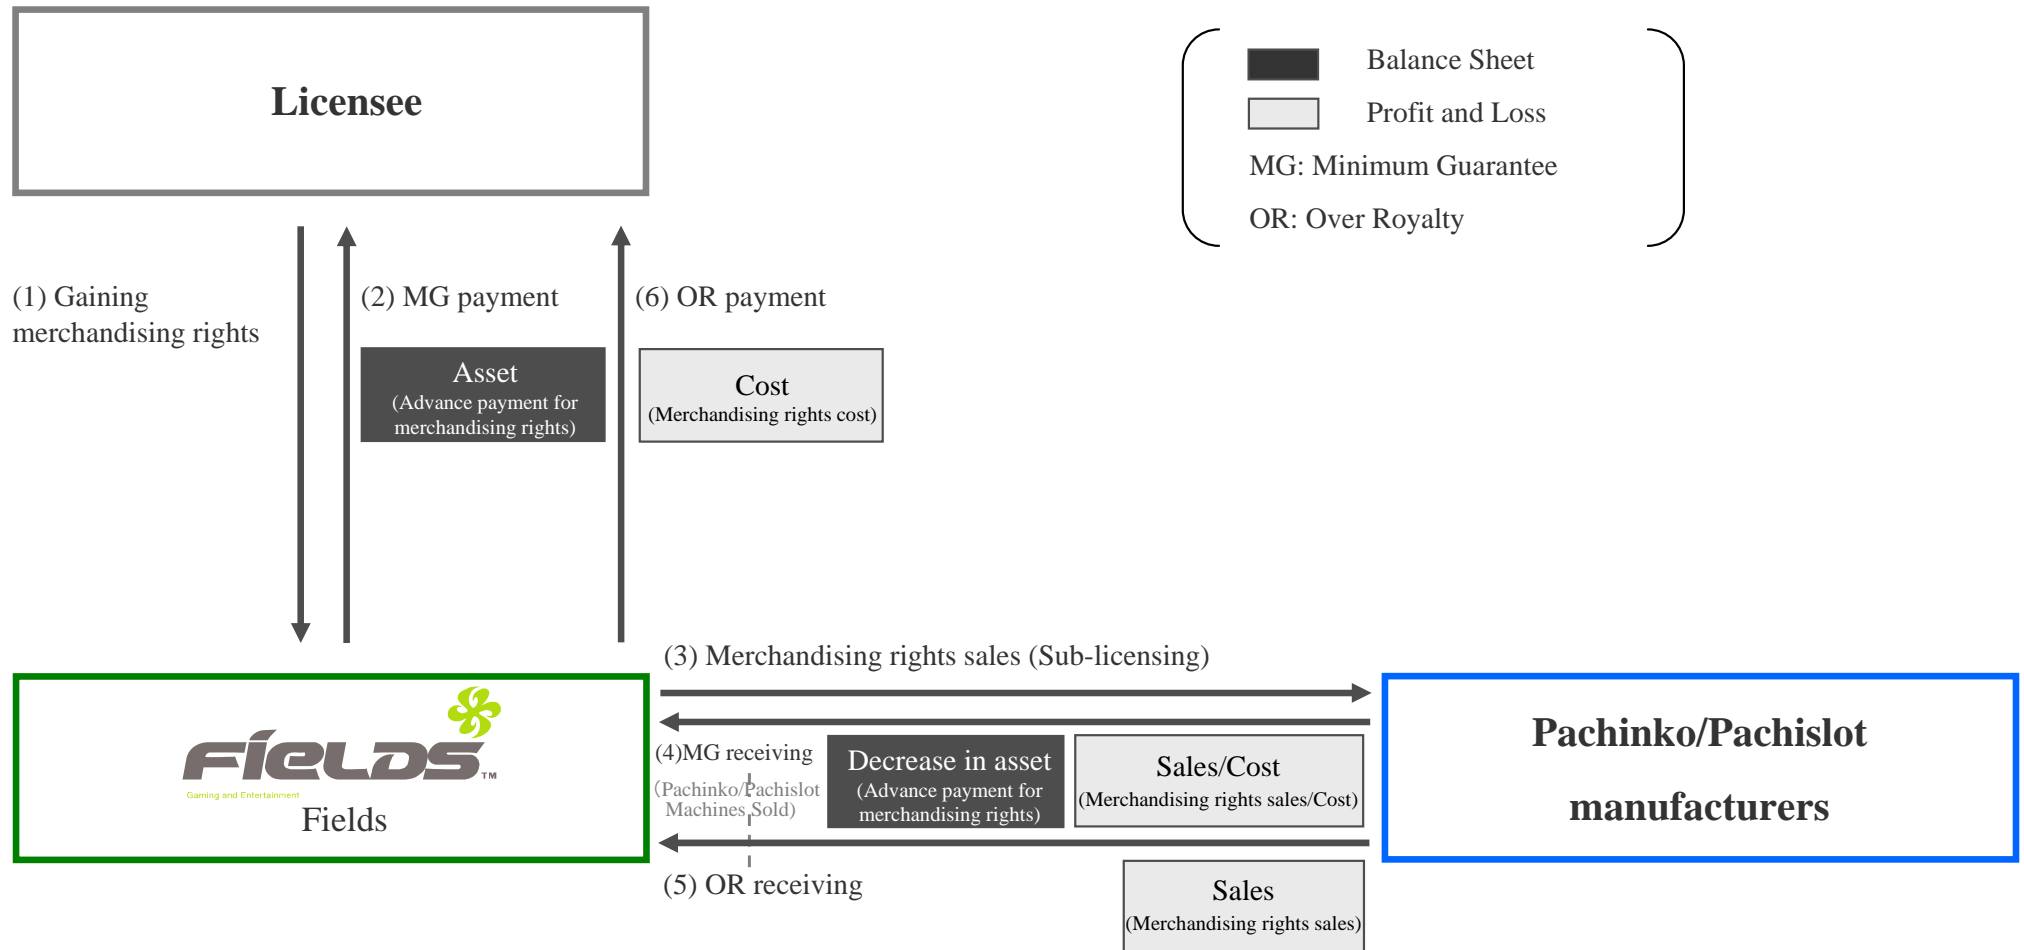 Licensee
Balance Sheet
Profit and Loss
MG: Minimum Guarantee
OR: Over Royalty
(1) Gaining
merchandising rights
(2) MG payment
(6) OR payment
Asset
(Advance payment for
merchandising rights)
Cost
(Merchandising rights cost)
(3) Merchandising rights sales (Sub-licensing)
FIELDS™
Gaming and Entertainment
Fields
(4)MG receiving
(Pachinko/Pachislot
Machines Sold)
Decrease in asset
(Advance payment for
merchandising rights)
Sales/Cost
(Merchandising rights sales/Cost)
Pachinko/Pachislot
manufacturers
(5) OR receiving
Sales
(Merchandising rights sales)